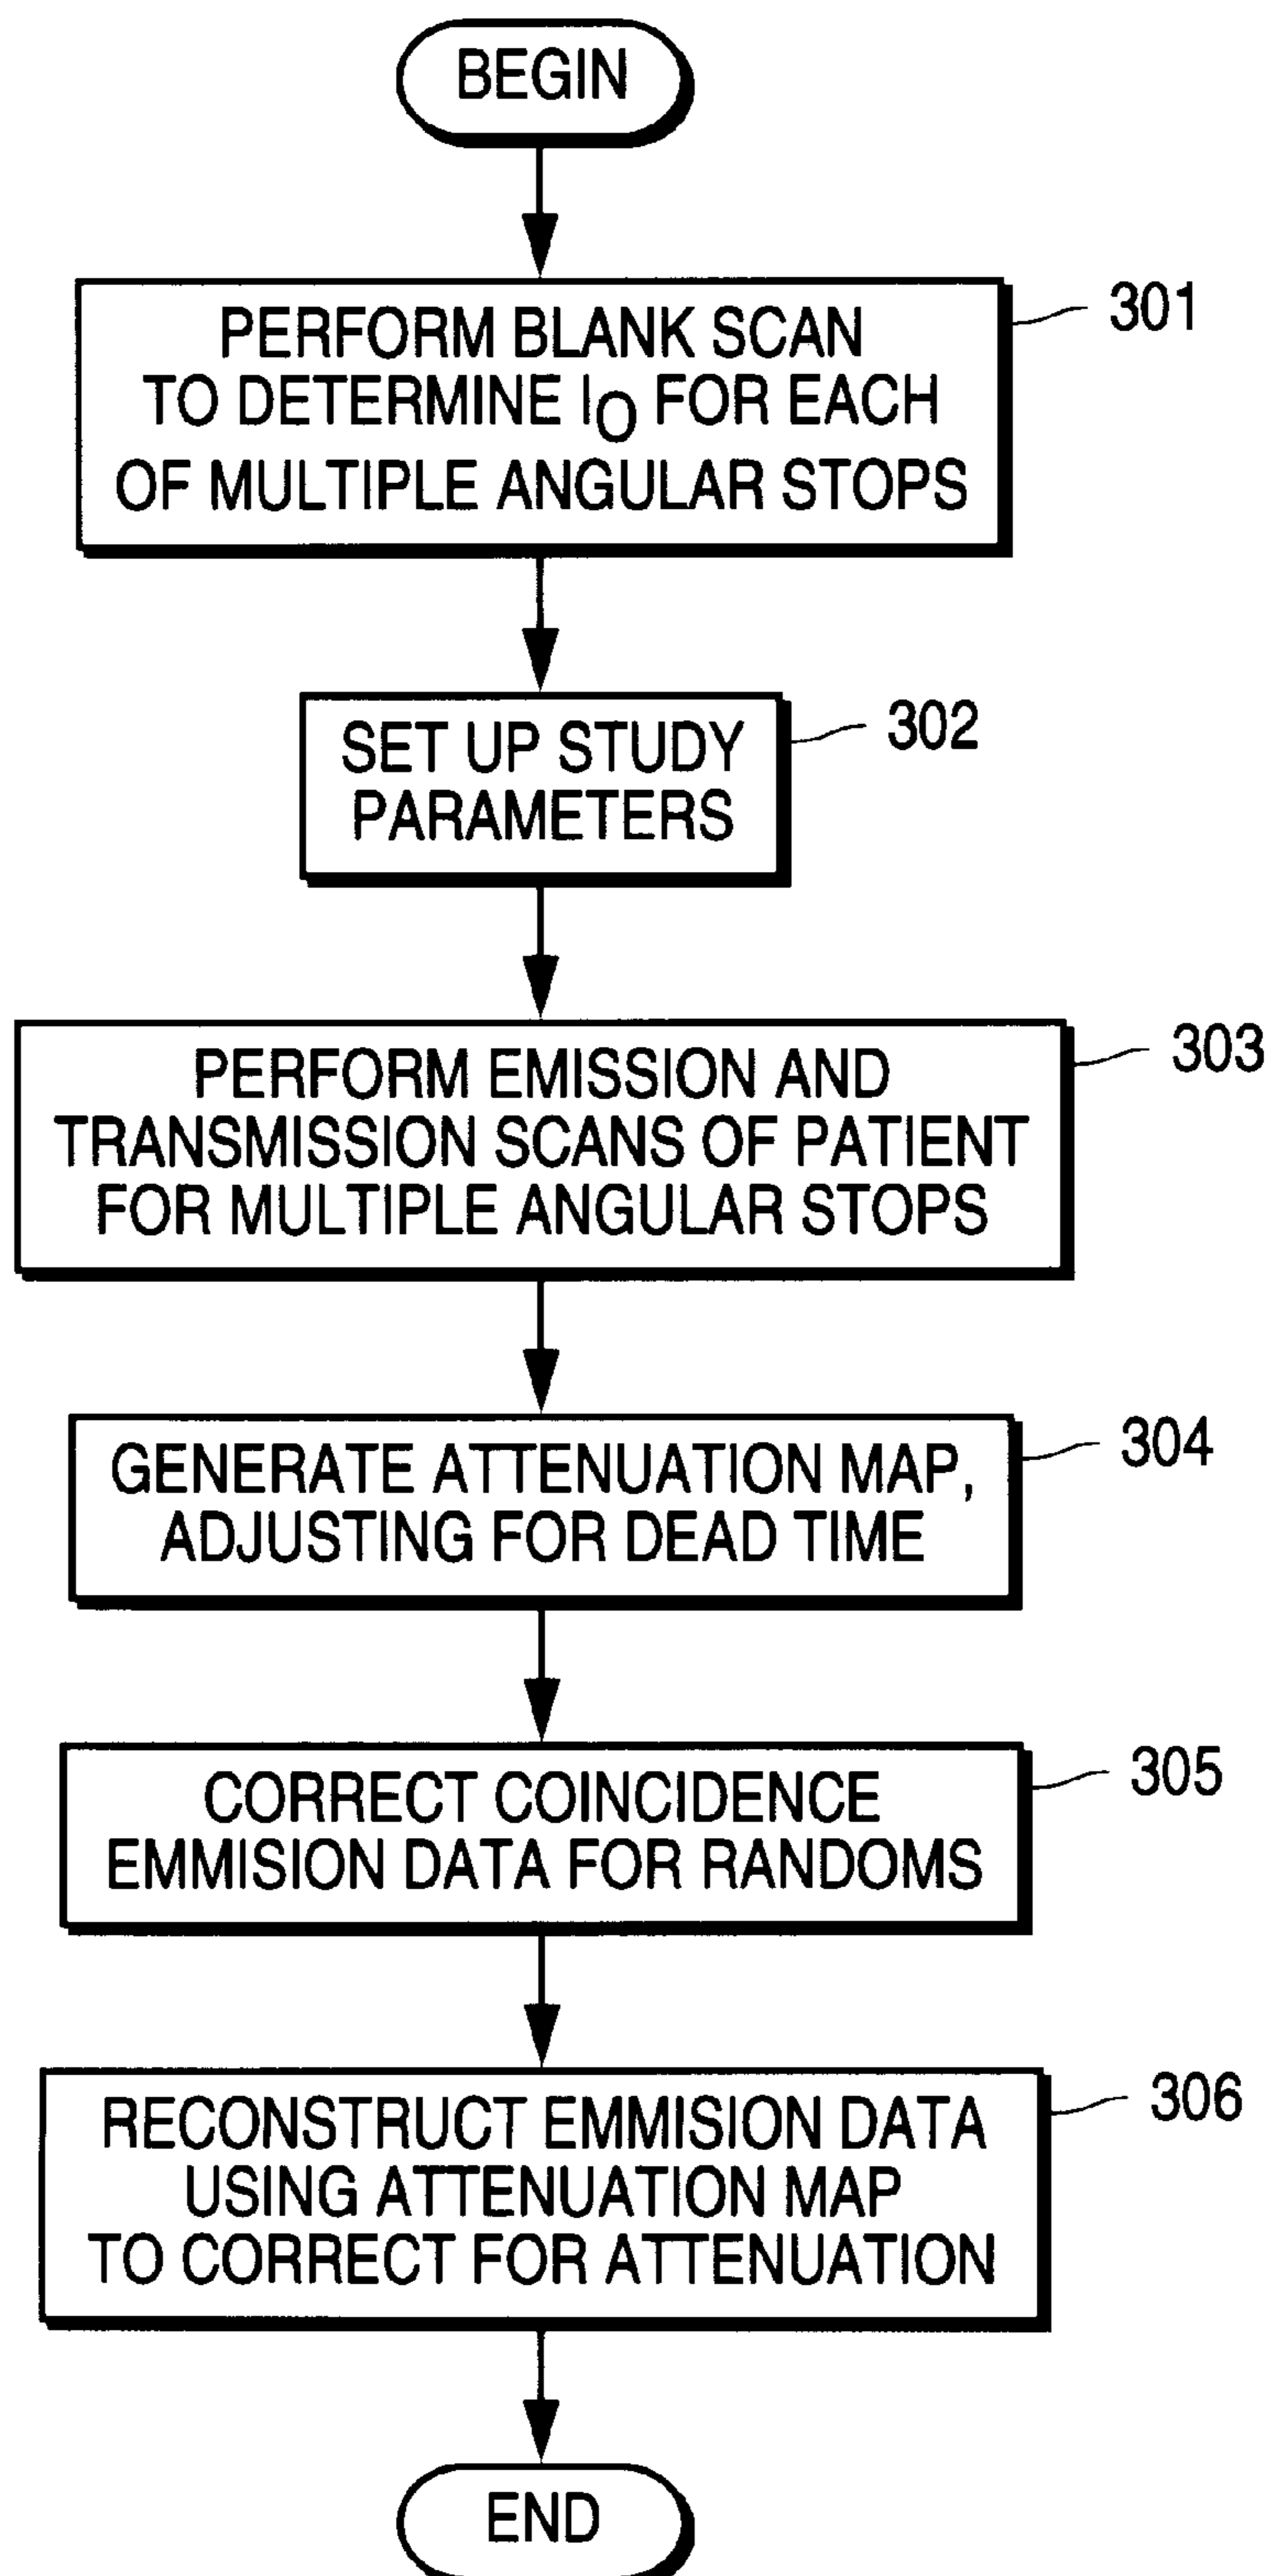 BEGIN
PERFORM BLANK SCAN
TO DETERMINE IO FOR EACH
OF MULTIPLE ANGULAR STOPS
301
SET UP STUDY
PARAMETERS
302
PERFORM EMISSION AND
TRANSMISSION SCANS OF PATIENT
FOR MULTIPLE ANGULAR STOPS
303
GENERATE ATTENUATION MAP,
ADJUSTING FOR DEAD TIME
304
CORRECT COINCIDENCE
EMMISION DATA FOR RANDOMS
305
RECONSTRUCT EMMISION DATA
USING ATTENUATION MAP
TO CORRECT FOR ATTENUATION
306
END